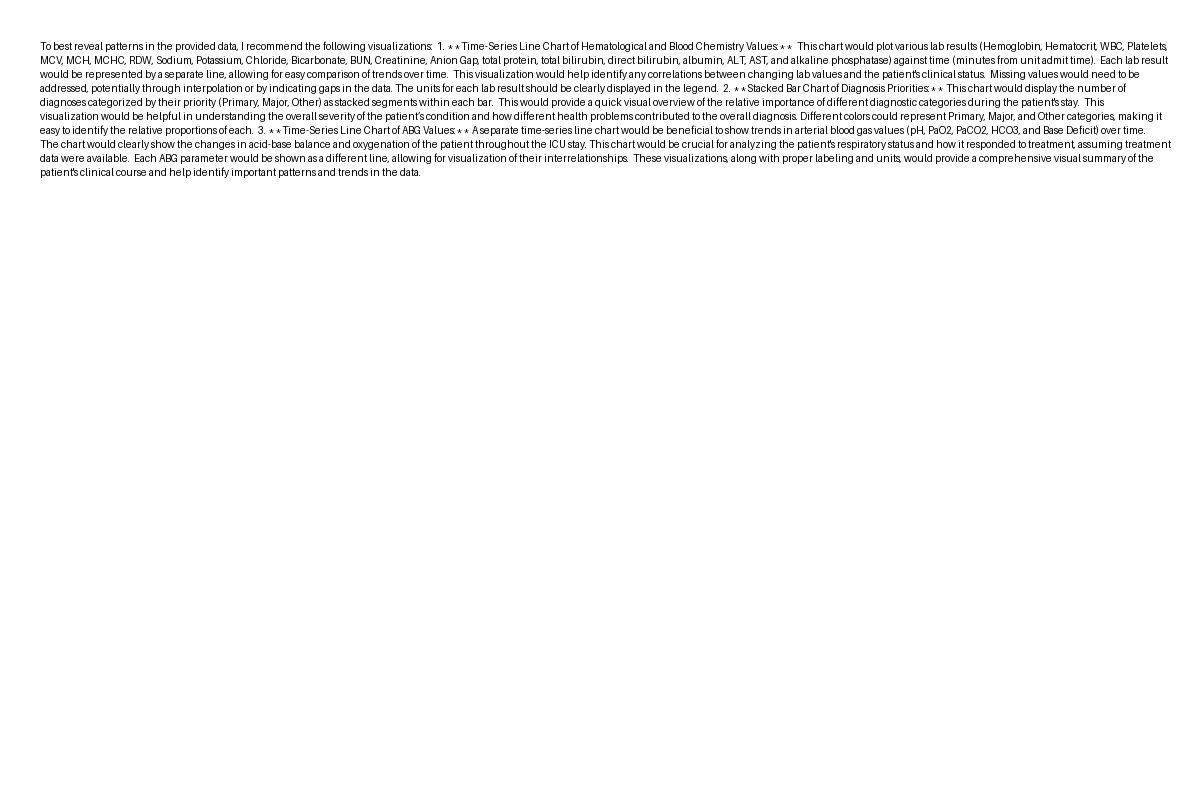 To best reveal patterns in the provided data, I recommend the following visualizations:  1. **Time-Series Line Chart of Hematological and Blood Chemistry Values:**  This chart would plot various lab results (Hemoglobin, Hematocrit, WBC, Platelets,
MCV, MCH, MCHC, RDW, Sodium, Potassium, Chloride, Bicarbonate, BUN, Creatinine, Anion Gap, total protein, total bilirubin, direct bilirubin, albumin, ALT, AST, and alkaline phosphatase) against time (minutes from unit admit time).  Each lab result
would be represented by a separate line, allowing for easy comparison of trends over time.  This visualization would help identify any correlations between changing lab values and the patient's clinical status.  Missing values would need to be
addressed, potentially through interpolation or by indicating gaps in the data. The units for each lab result should be clearly displayed in the legend.  2. **Stacked Bar Chart of Diagnosis Priorities:** This chart would display the number of
diagnoses categorized by their priority (Primary, Major, Other) as stacked segments within each bar.  This would provide a quick visual overview of the relative importance of different diagnostic categories during the patient's stay.  This
visualization would be helpful in understanding the overall severity of the patient's condition and how different health problems contributed to the overall diagnosis. Different colors could represent Primary, Major, and Other categories, making it
easy to identify the relative proportions of each.  3. **Time-Series Line Chart of ABG Values:** A separate time-series line chart would be beneficial to show trends in arterial blood gas values (pH, PaO2, PaCO2, HCO3, and Base Deficit) over time.
The chart would clearly show the changes in acid-base balance and oxygenation of the patient throughout the ICU stay. This chart would be crucial for analyzing the patient's respiratory status and how it responded to treatment, assuming treatment
data were available.  Each ABG parameter would be shown as a different line, allowing for visualization of their interrelationships.  These visualizations, along with proper labeling and units, would provide a comprehensive visual summary of the
patient's clinical course and help identify important patterns and trends in the data.